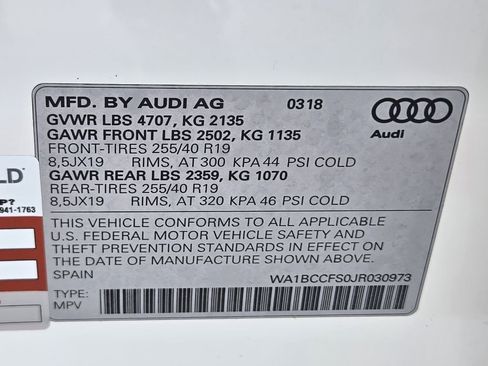 MFD. BY AUDI AG 0318
GVWR LBS 4707, KG 2135
GAWR FRONT LBS 2502, KG 1135
FRONT-TIRES 255/40 R19
8,5JX19 RIMS, AT 300 KPA 44 PSI COLD
GAWR REAR LBS 2359, KG 1070
REAR-TIRES 255/40 R19
8,5JX19 RIMS, AT 320 KPA 46 PSI COLD
THIS VEHICLE CONFORMS TO ALL APPLICABLE
U.S. FEDERAL MOTOR VEHICLE SAFETY AND
THEFT PREVENTION STANDARDS IN EFFECT ON
THE DATE OF MANUFACTURE SHOWN ABOVE.
SPAIN WA1BCCFS0JR030973
TYPE:
MPV
Audi
LD
P?
941-1763